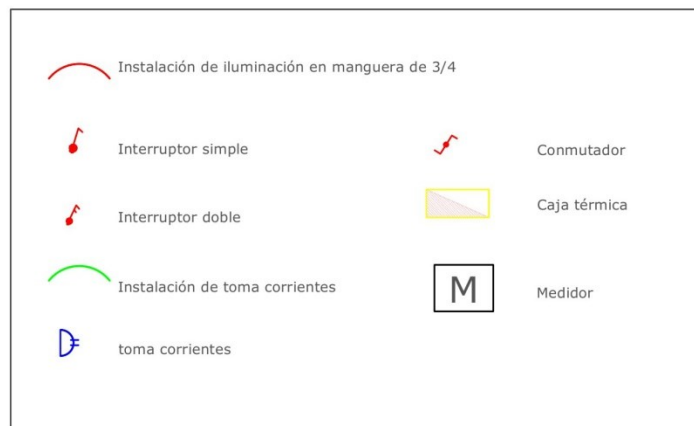 Instalación de iluminación en manguera de 3/4
Interruptor simple
Conmutador
Caja térmica
Interruptor doble
Instalación de toma corrientes
M
Medidor
toma corrientes